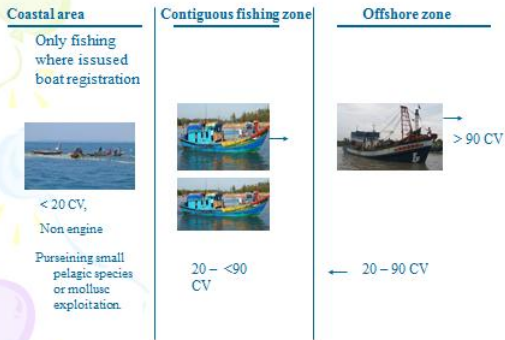 Coastal area
Only fishing
where issused
boat registration
< 20 CV,
Non engine
Purseining small
pelagic species
or mollusc
exploitation.
Contiguous fishing zone
20 – <90
CV
Offshore zone
> 90 CV
20 – 90 CV